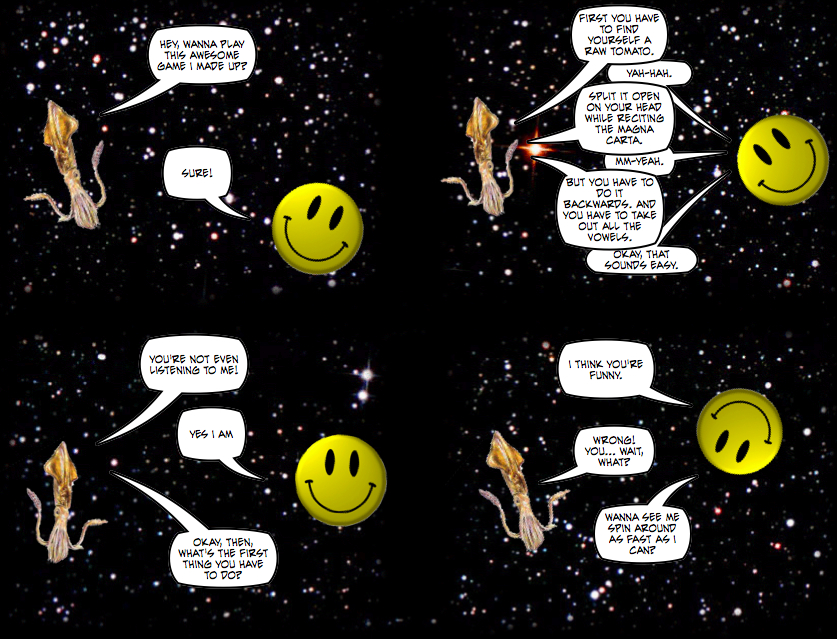 HEY, WANNA PLAY
THIS AWESOME
GAME I MADE UP?
SURE!
FIRST YOU HAVE
TO FIND
YOURSELF A
RAW TOMATO.
YAH-HAH.
SPLIT IT OPEN
ON YOUR HEAD
WHILE RECITING
THE MAGNA
CARTA.
MM-YEAH.
BUT YOU HAVE TO
DO IT
BACKWARDS. AND
YOU HAVE TO TAKE
OUT ALL THE
VOWELS.
OKAY, THAT
SOUNDS EASY.
YOU'RE NOT EVEN
LISTENING TO ME!
YES I AM
OKAY, THEN,
WHAT'S THE FIRST
THING YOU HAVE
TO DO?
I THINK YOU'RE
FUNNY.
WRONG!
YOU... WAIT,
WHAT?
WANNA SEE ME
SPIN AROUND
AS FAST AS I
CAN?